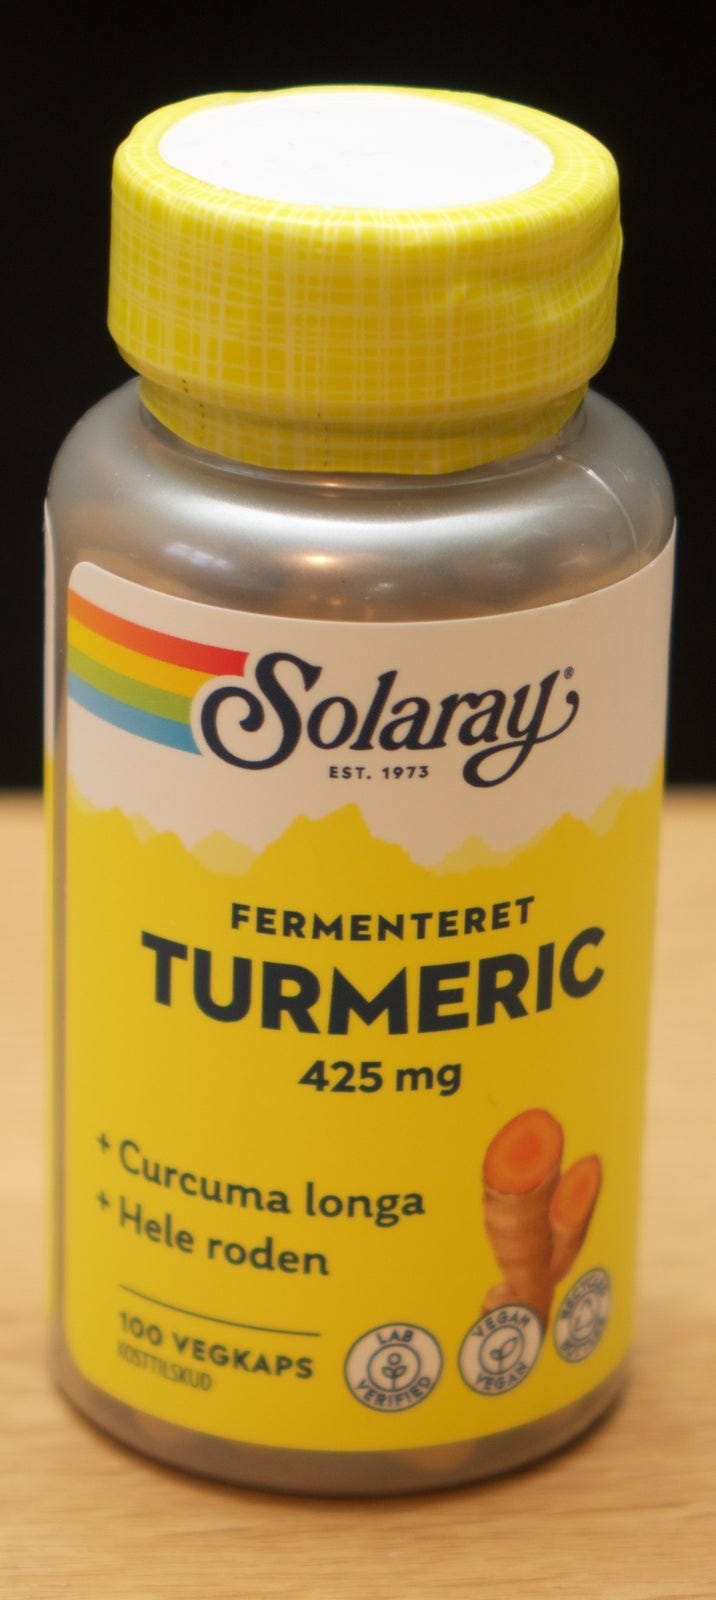 Solaray®
EST. 1973
FERMENTERET
TURMERIC
425 mg
+ Curcuma longa
+ Hele roden
100 VEGKAPS
KOSTTILSKUD
LAB
VERIFIED
VEGAN
VEGAN